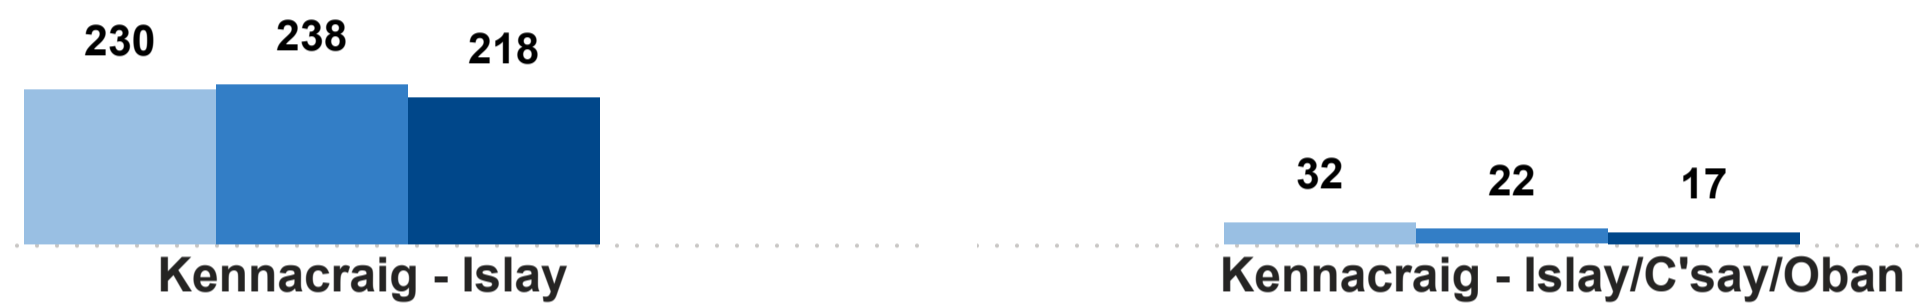 230 238 218
32 22 17
Kennacraig - Islay
Kennacraig - Islay/C'say/Oban